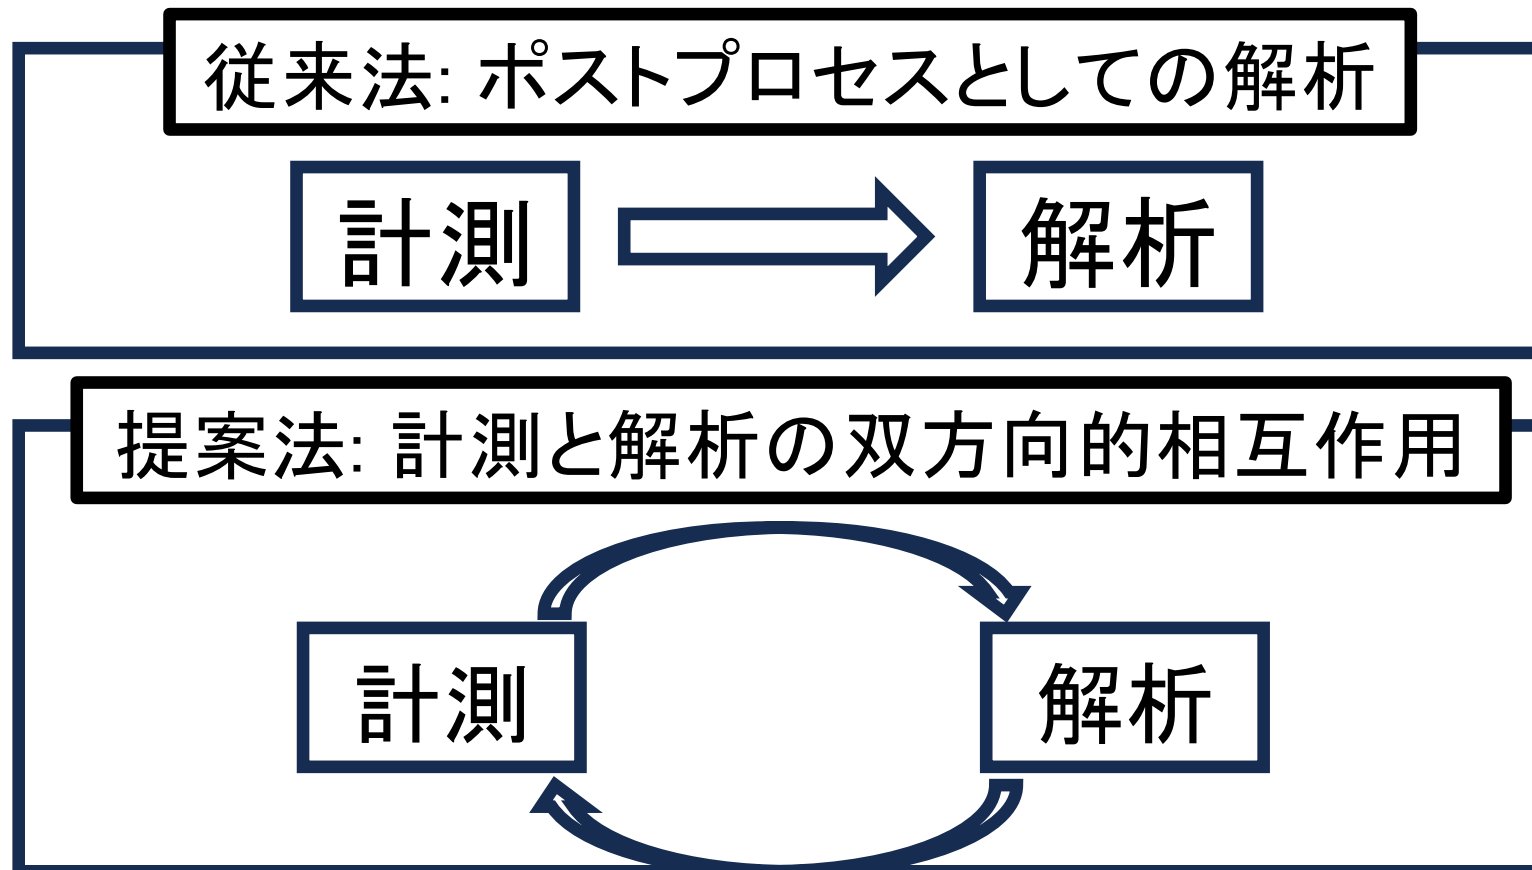 従来法: ポストプロセスとしての解析
計測
解析
提案法: 計測と解析の双方向的相互作用
計測
解析